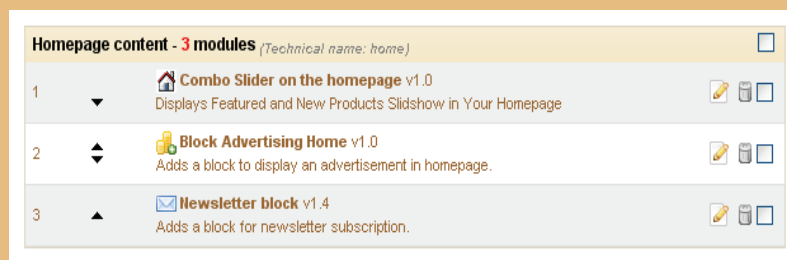 Homepage content - 3 modules (Technical name: home)
1
Combo Slider on the homepage v1.0
Displays Featured and New Products Slidshow in Your Homepage
2
Block Advertising Home v1.0
Adds a block to display an advertisement in homepage.
3
Newsletter block v1.4
Adds a block for newsletter subscription.